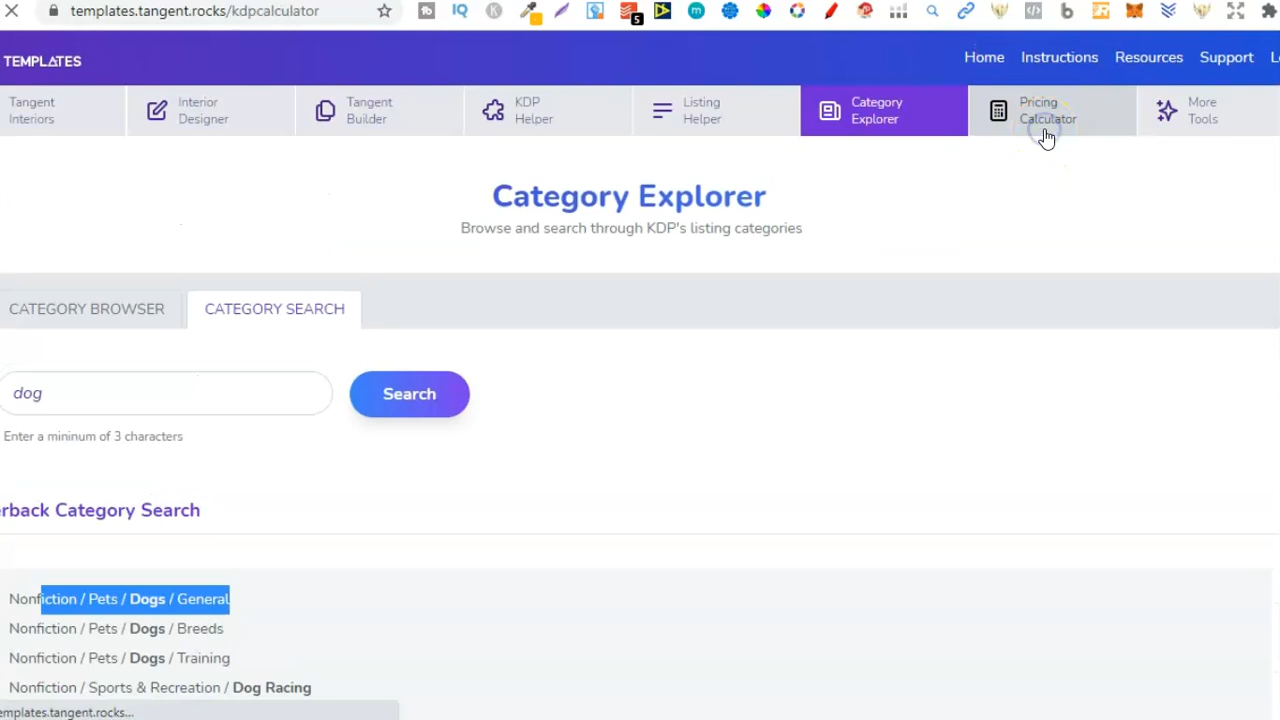 templates.tangent.rocks/kdpcalculator
5
TEMPLATES
Home Instructions Resources Support
Tangent Interiors
Interior Designer
Tangent Builder
KDP Helper
Listing Helper
Category Explorer
Pricing Calculator
More Tools
Category Explorer
Browse and search through KDP's listing categories
CATEGORY BROWSER CATEGORY SEARCH
dog
Search
Enter a mininum of 3 characters
erback Category Search
Nonfiction / Pets / Dogs / General
Nonfiction / Pets / Dogs / Breeds
Nonfiction / Pets / Dogs / Training
Nonfiction / Sports & Recreation / Dog Racing
emplates.tangent.rocks...